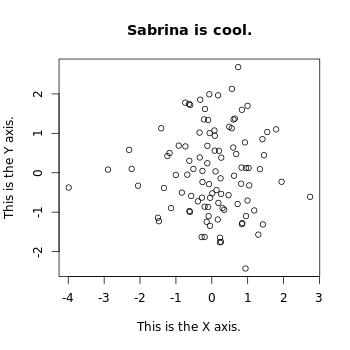 Sabrina is cool.
This is the Y axis.
2
1
0
-1
-2
-4 -3 -2 -1 0 1 2 3
This is the X axis.